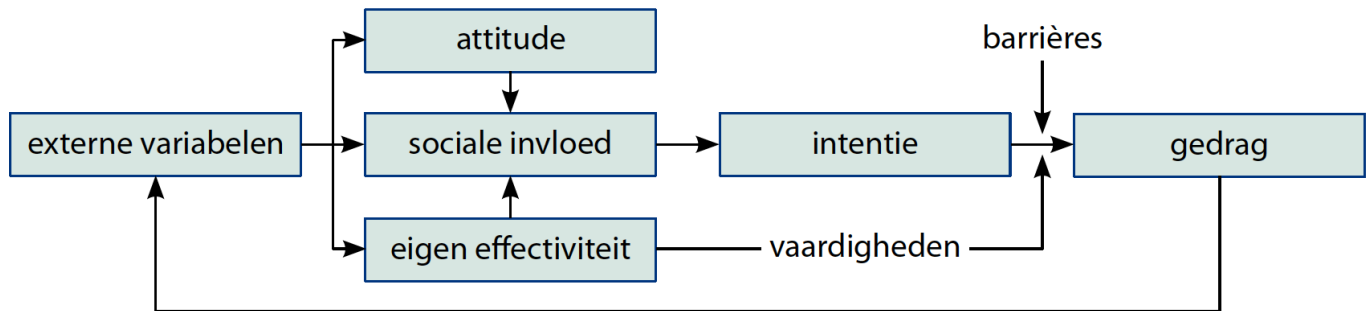 attitude
barrières
externe variabelen
sociale invloed
intentie
gedrag
eigen effectiviteit
vaardigheden